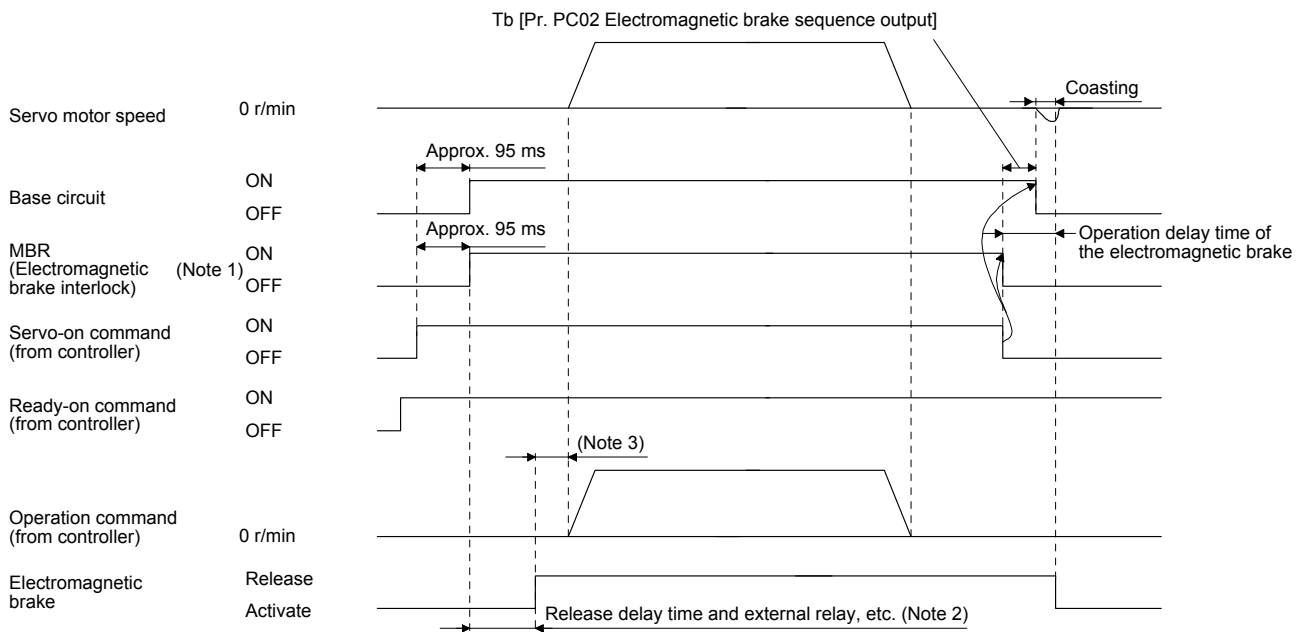 Tb [Pr. PC02 Electromagnetic brake sequence output]
Coasting
Servo motor speed
0 r/min
Approx. 95 ms
Base circuit
ON
OFF
Approx. 95 ms
MBR
(Electromagnetic
brake interlock)
(Note 1)
ON
OFF
Operation delay time of
the electromagnetic brake
Servo-on command
(from controller)
ON
OFF
Ready-on command
(from controller)
ON
OFF
(Note 3)
Operation command
(from controller)
0 r/min
Electromagnetic
brake
Release
Activate
Release delay time and external relay, etc. (Note 2)